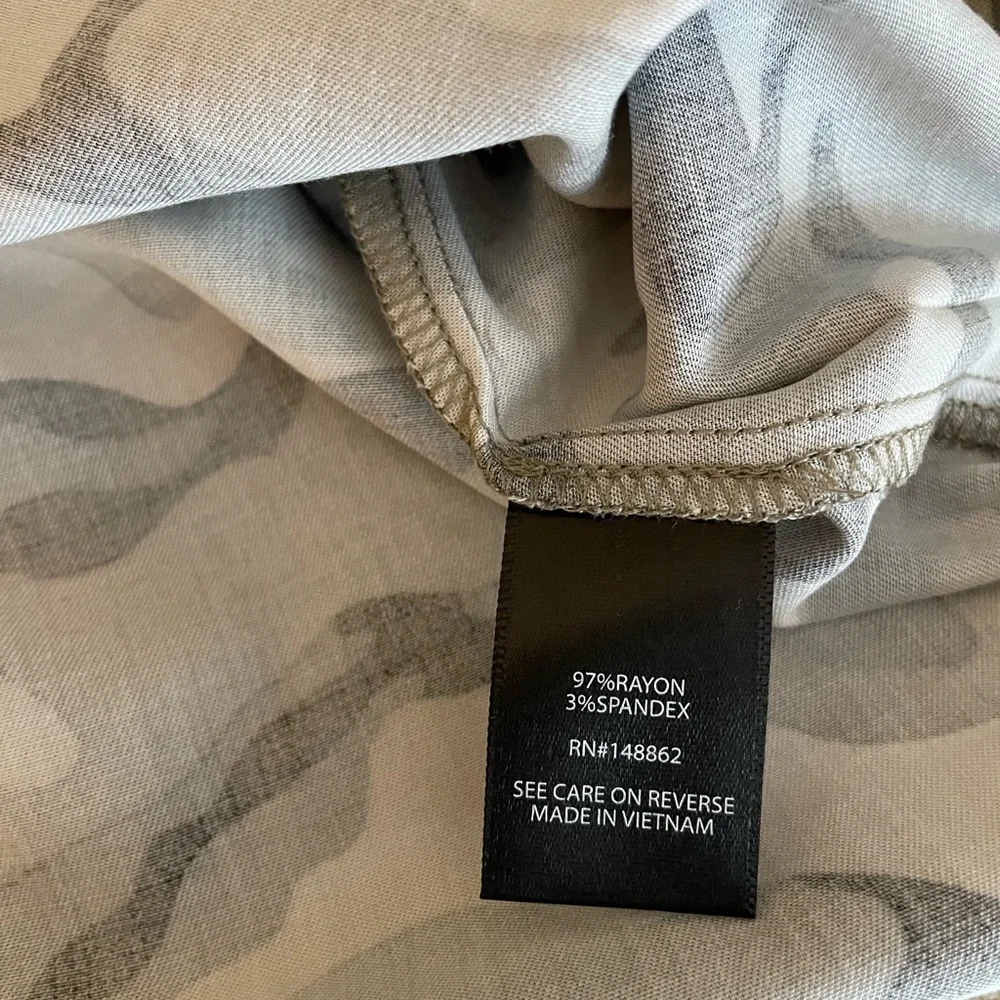 97%RAYON
3%SPANDEX
RN#148862
SEE CARE ON REVERSE
MADE IN VIETNAM